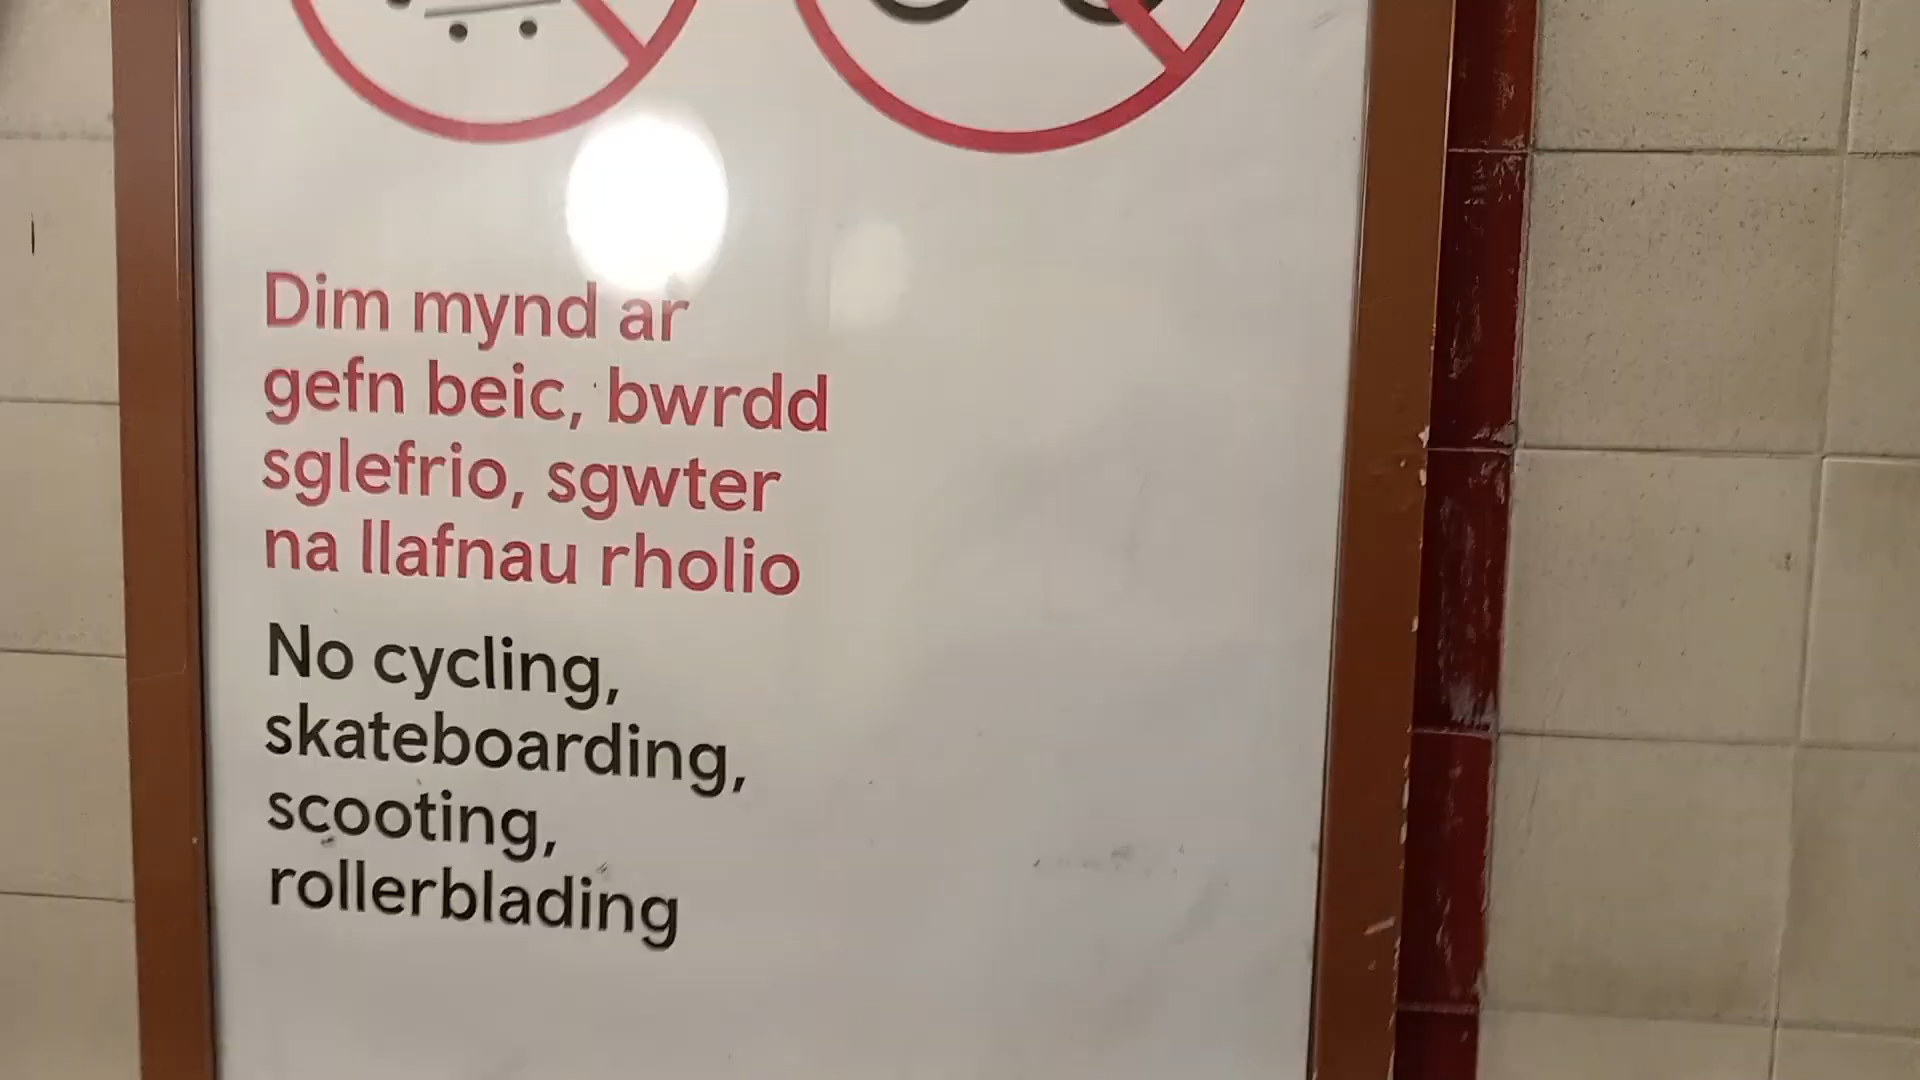 Dim mynd ar
gefn beic, bwrdd
sglefrio, sgwter
na llafnau rholio
No cycling,
skateboarding,
scooting,
rollerblading